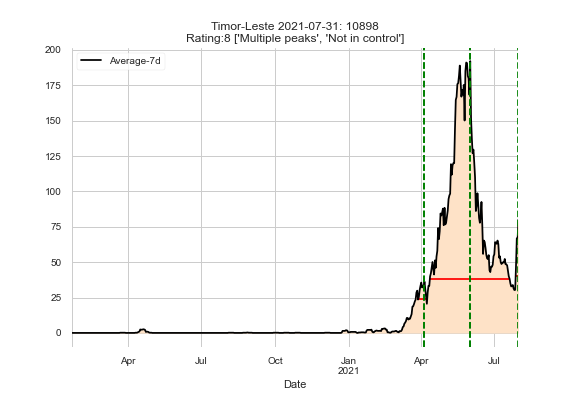 Timor-Leste 2021-07-31: 10898
Rating:8 ['Multiple peaks', 'Not in control']
Average-7d
200
175
150
125
100
75
50
25
0
Apr
Jul
Oct
Jan
2021
Apr
Jul
Date